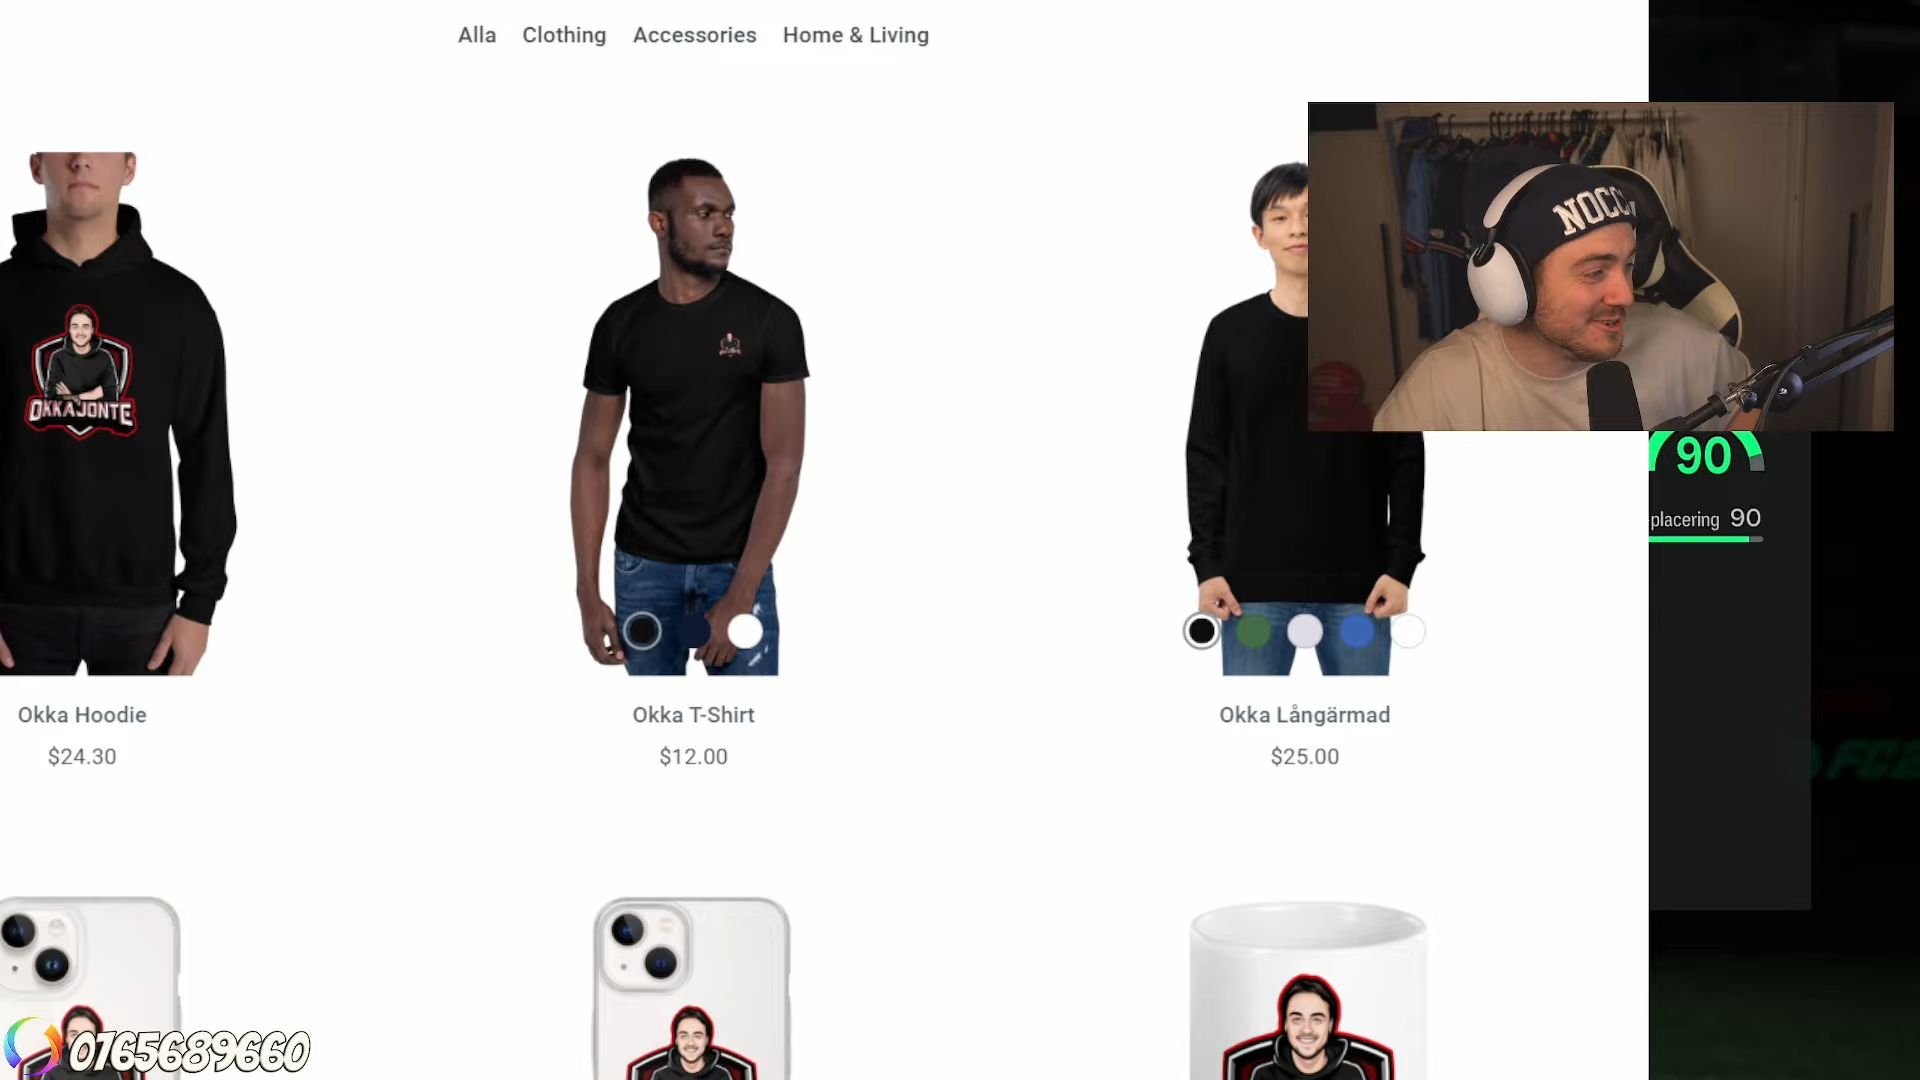 Alla Clothing Accessories Home & Living
NOCCO
OKKAJONTE
90
-placering 90
Okka Hoodie
$24.30
Okka T-Shirt
$12.00
Okka Långärmad
$25.00
0765689660